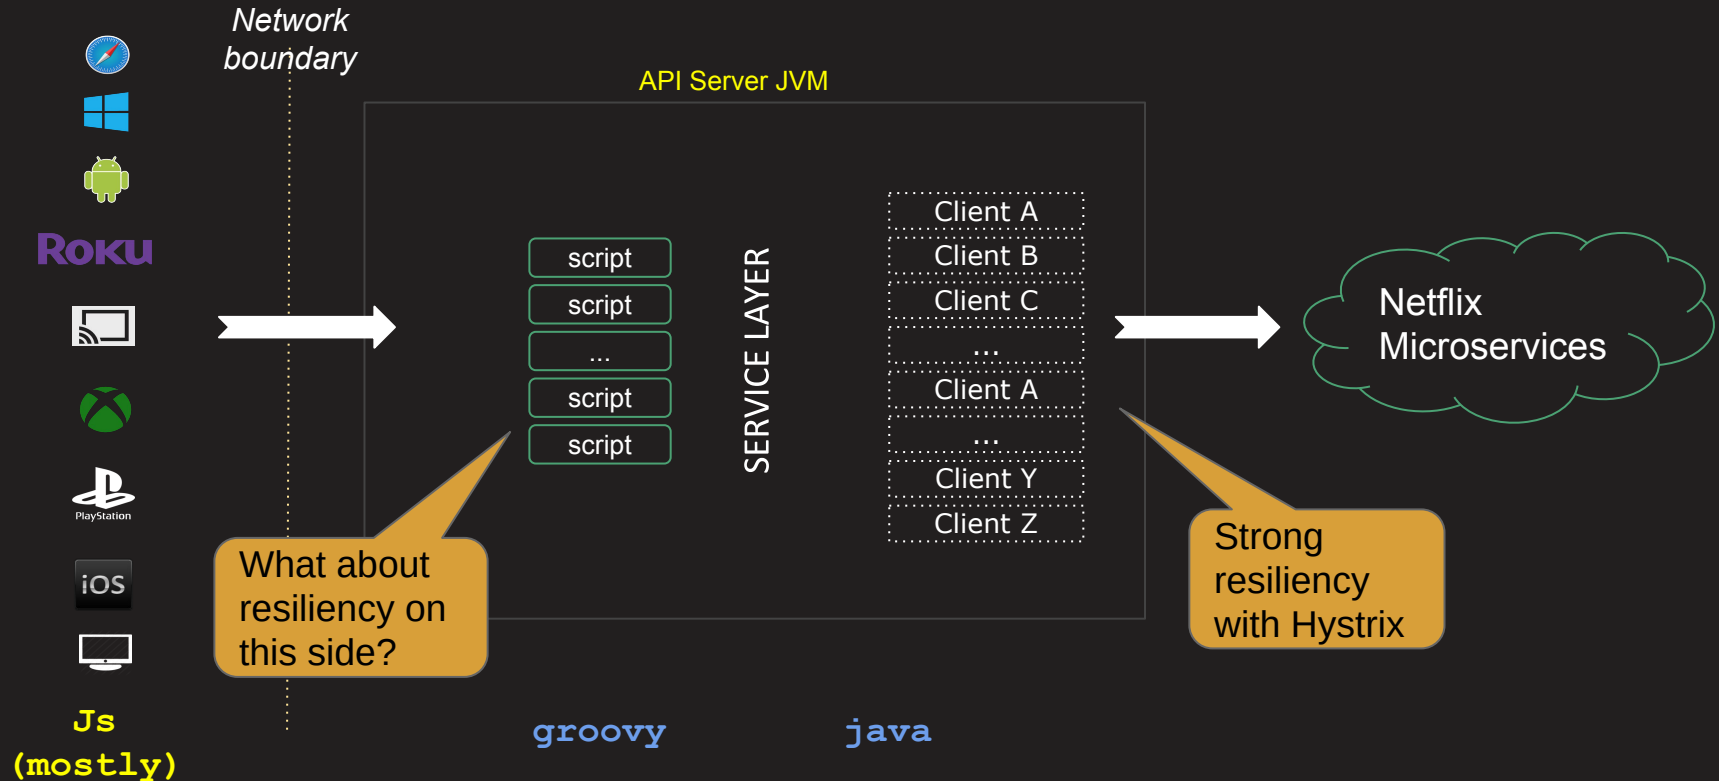 Network
boundary
API Server JVM
Roku
PlayStation
iOS
Js
(mostly)
script
script
...
script
script
SERVICE LAYER
Client A
Client B
Client C
...
Client A
...
Client Y
Client Z
Netflix
Microservices
What about
resiliency on
this side?
Strong
resiliency
with Hystrix
groovy
java